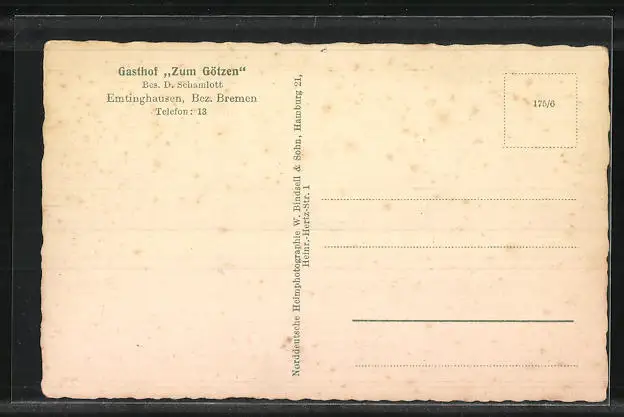 Gasthof „Zum Götzen“
Bes. D. Schamlott
Emtinghausen, Bez. Bremen
Telefon: 13
Norddeutsche Heimphotographie W. Bindseil & Sohn, Hamburg 21,
Heinr.-Hertz-Str. 1
175/6